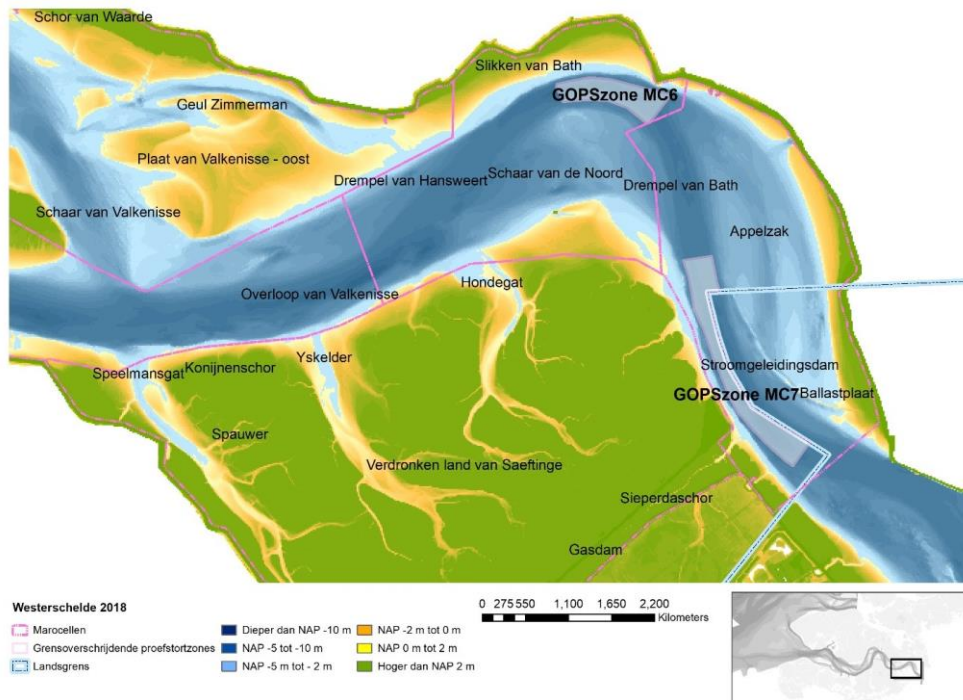 Schor van Waarde
Slikken van Bath
GOPSzone MC6
Geul Zimmerman
Plaat van Valkenisse - oost
Drempel van Hansweert
Schaar van de Noord
Drempel van Bath
Schaar van Valkenisse
Appelzak
Hondegat
Overloop van Valkenisse
Yskelder
Stroomgeleidingsdam
Speelmansgat
Konijnenschor
GOPSzone MC7
Ballastplaat
Spauwer
Verdronken land van Saeftinge
Sieperdaschor
Gasdam
Westerschelde 2018
Marocellen
Grensoverschrijdende proefstortzones
Landsgrens
Dieper dan NAP -10 m
NAP -5 tot -10 m
NAP -5 m tot - 2 m
NAP -2 m tot 0 m
NAP 0 m tot 2 m
Hoger dan NAP 2 m
0 275 550 1,100 1,650 2,200
Kilometers